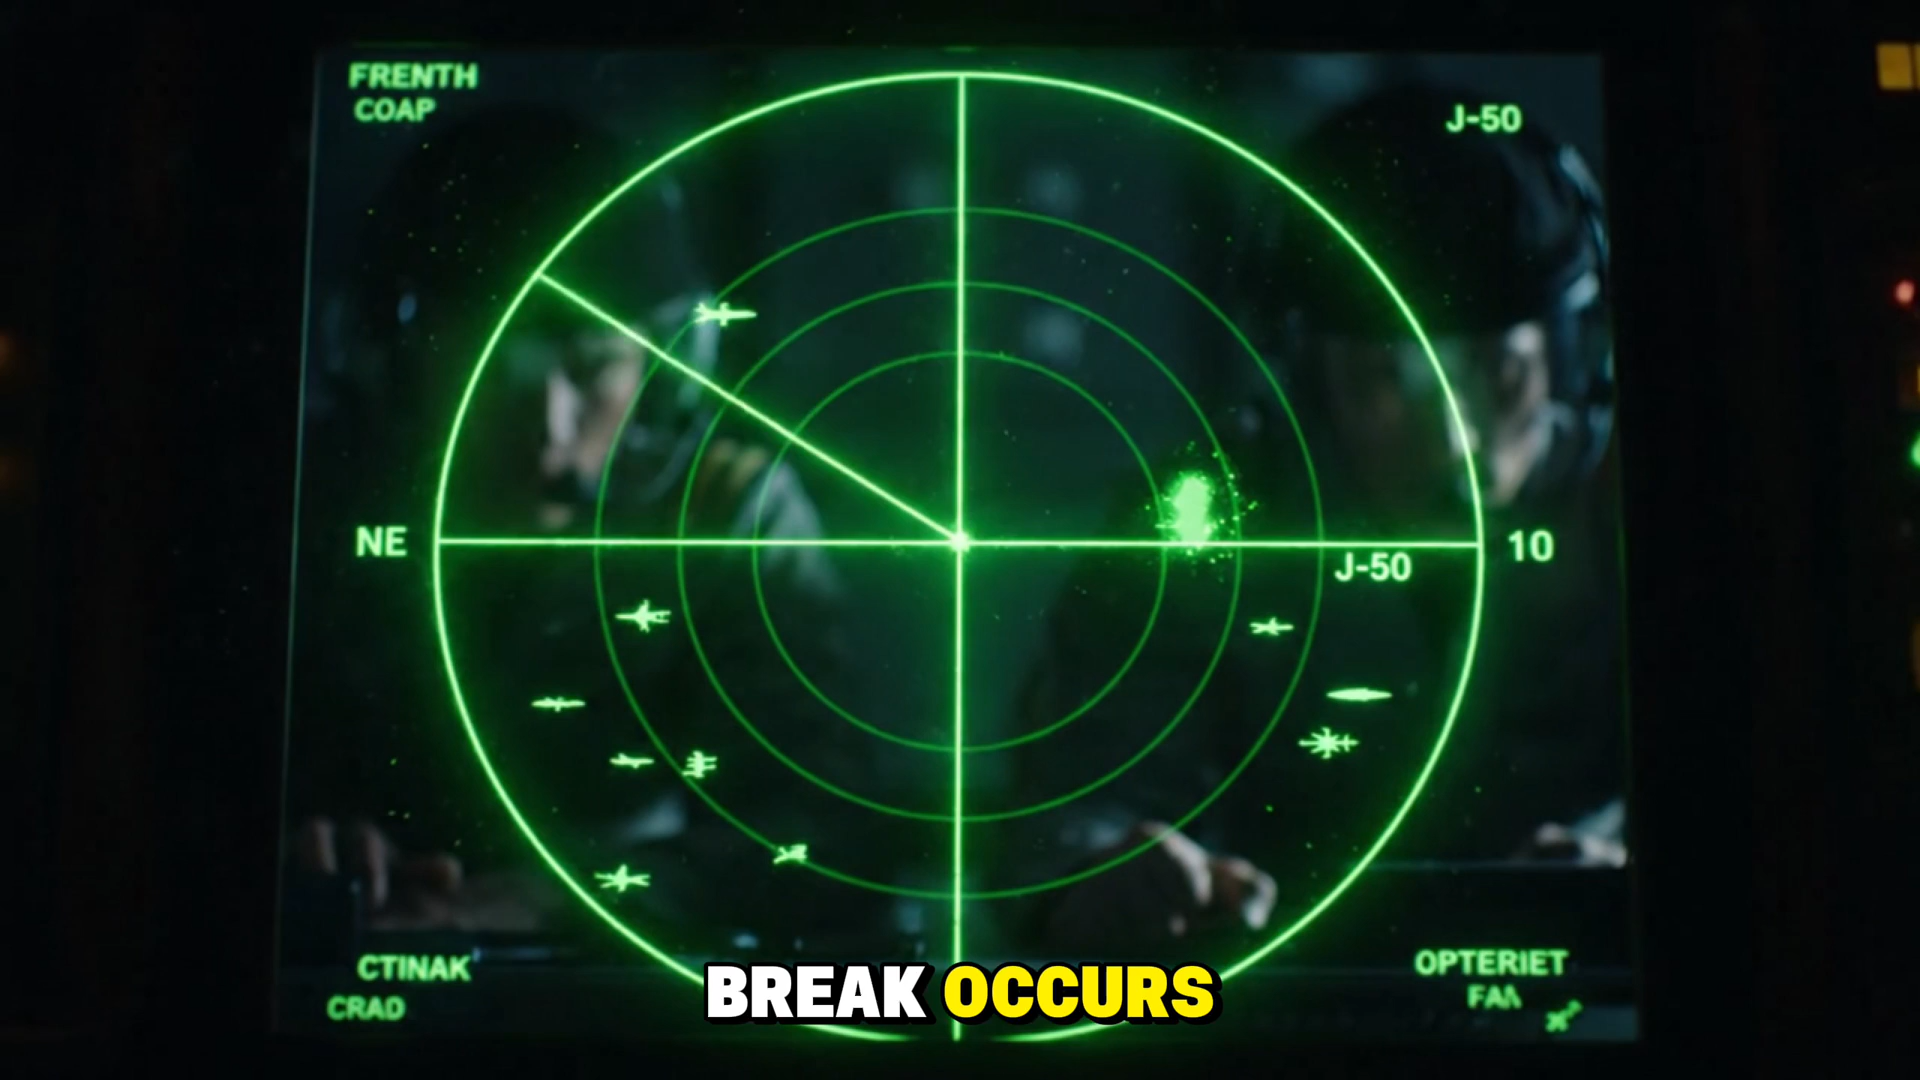 FRENTH
COAP
J-50
NE
10
J-50
CTINAK
CRAD
OPTERIET
FAA
BREAK OCCURS